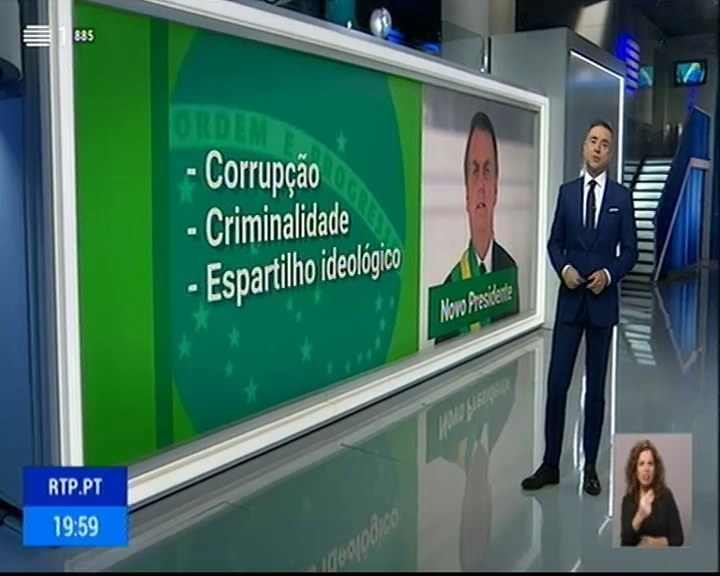 1
885
ORDEM E PROGRESSO
- Corrupção
- Criminalidade
- Espartilho ideológico
Novo Presidente
RTP.PT
19:59